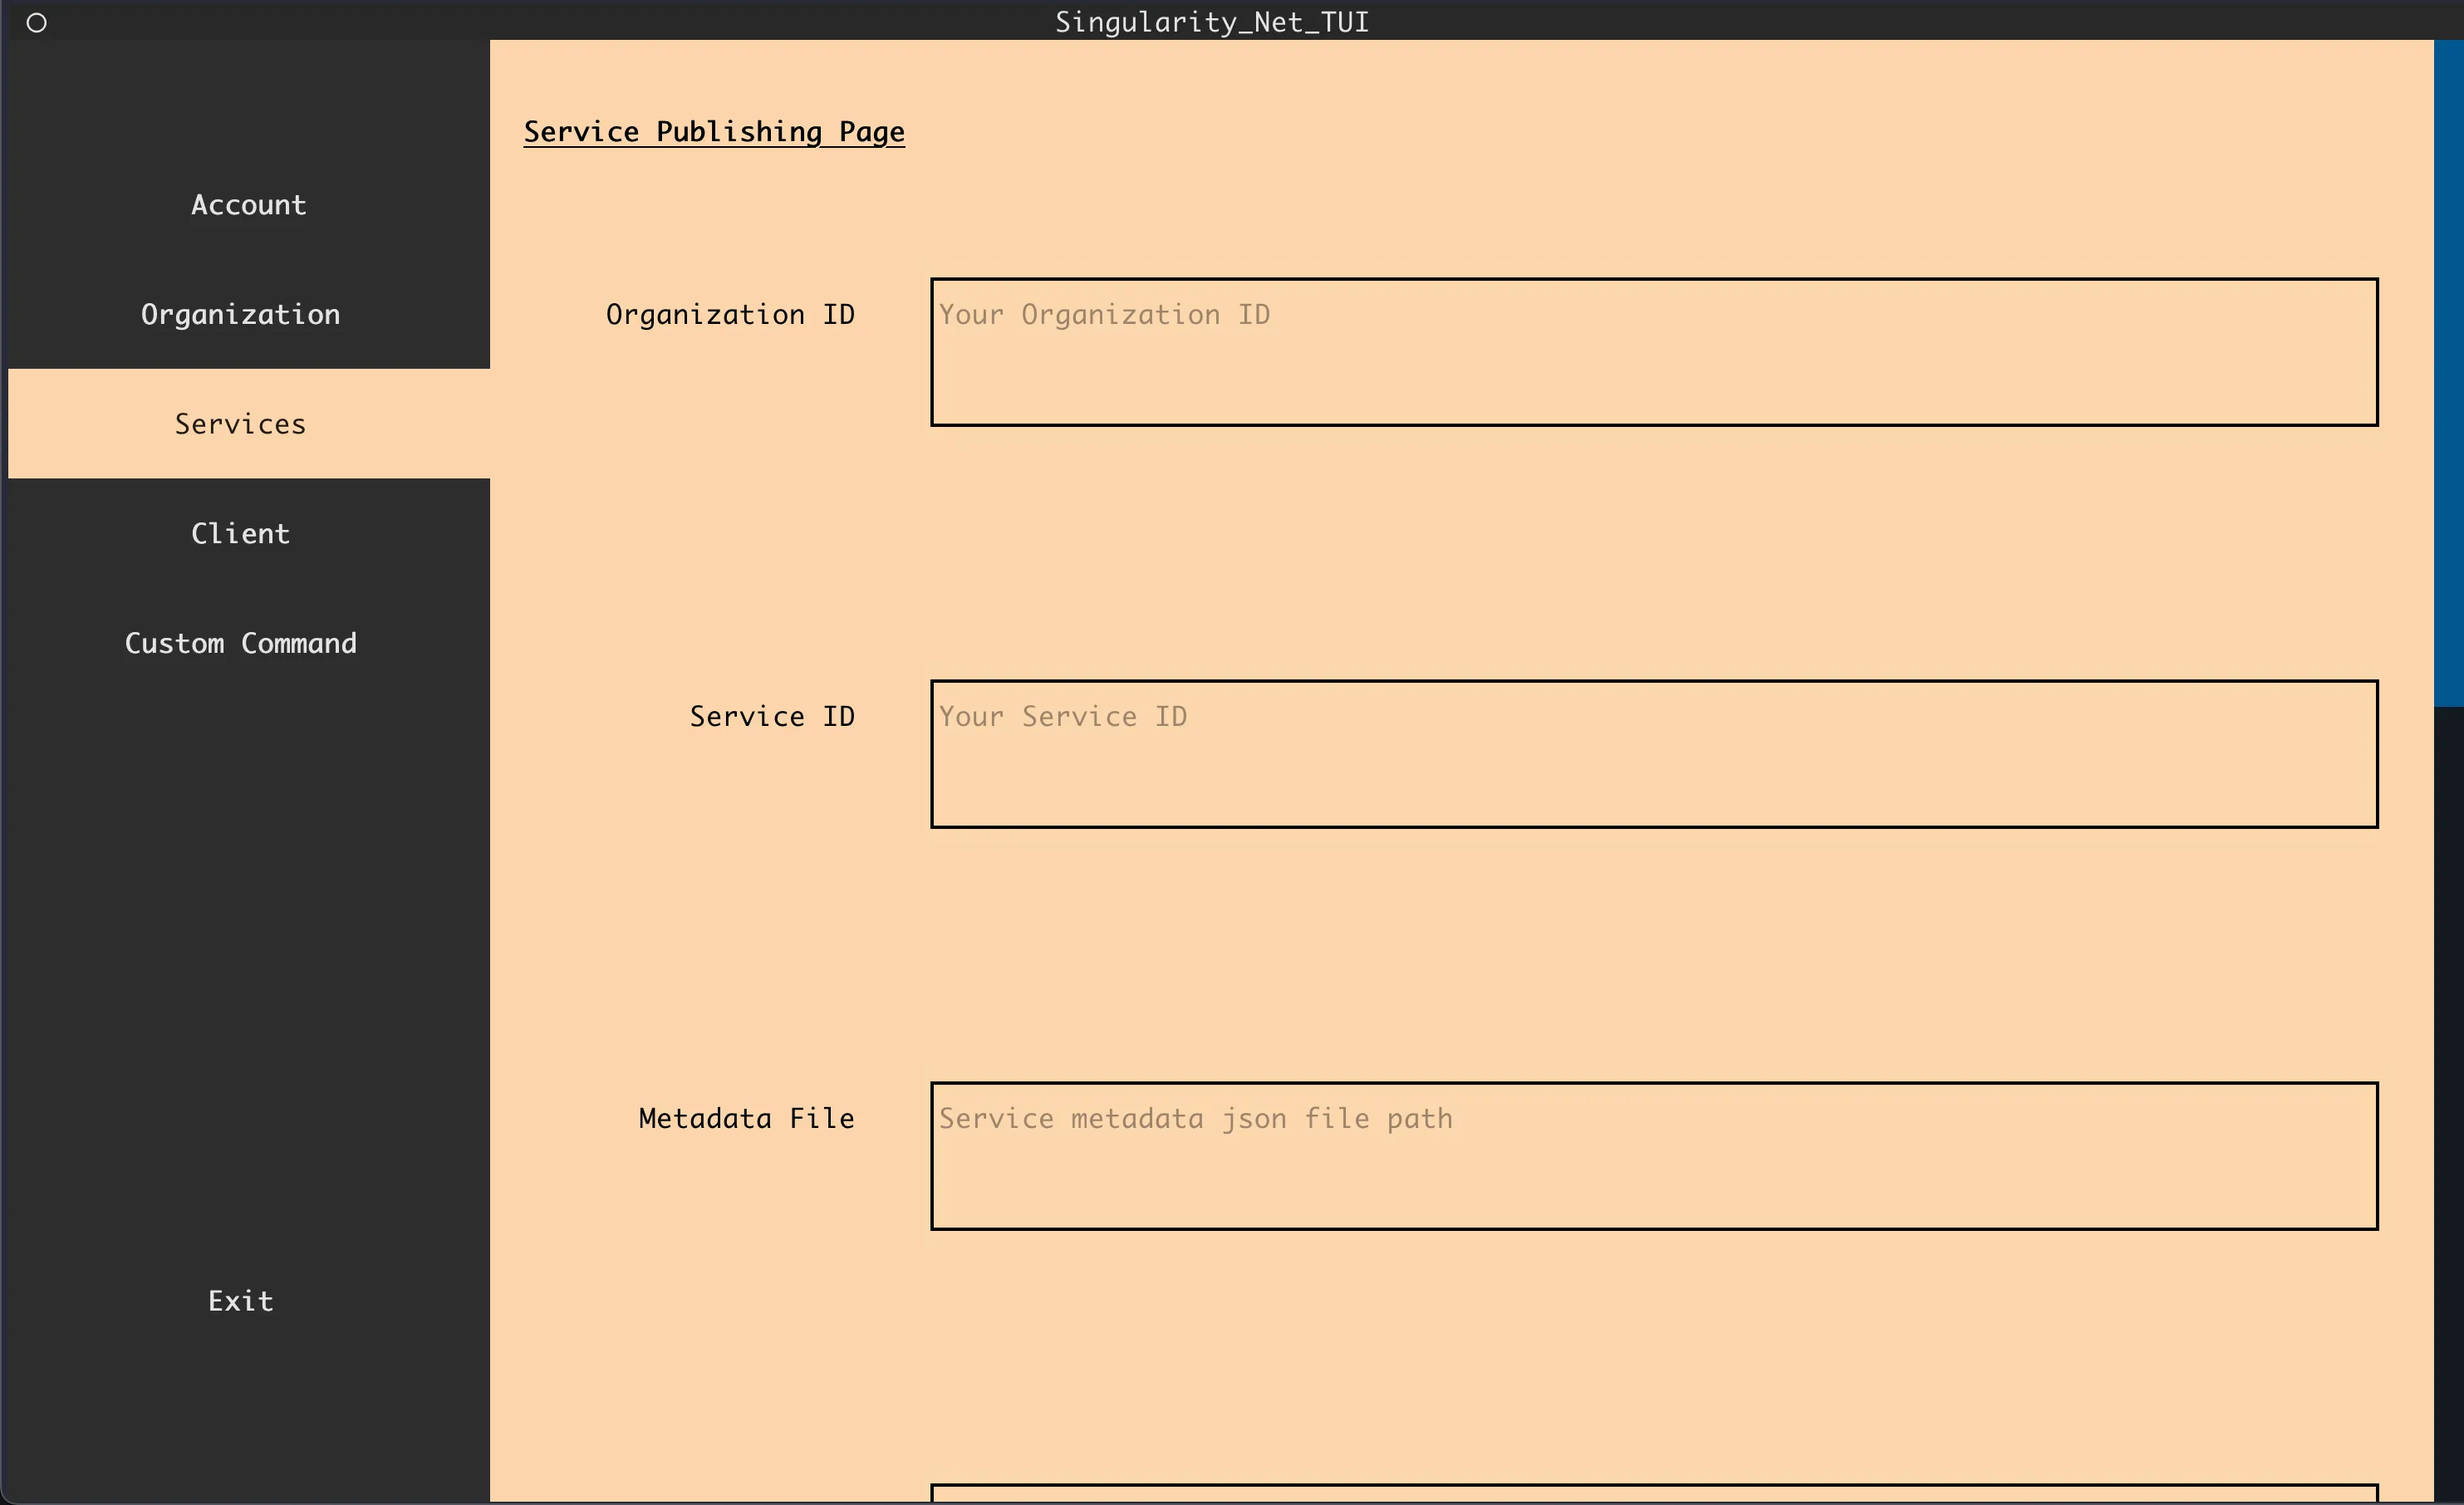 Singularity_Net_TUI
Account
Organization
Services
Client
Custom Command
Exit
Service Publishing Page
Organization ID
Your Organization ID
Service ID
Your Service ID
Metadata File
Service metadata json file path